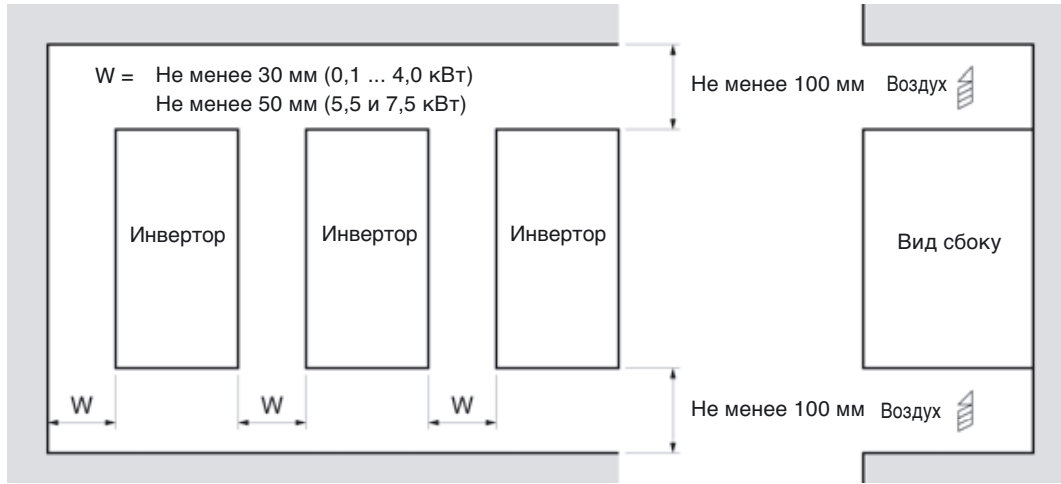 W = Не менее 30 мм (0,1 ... 4,0 кВт)
Не менее 50 мм (5,5 и 7,5 кВт)
Не менее 100 мм
Воздух
Инвертор
Инвертор
Инвертор
Вид сбоку
W
W
W
Не менее 100 мм
Воздух